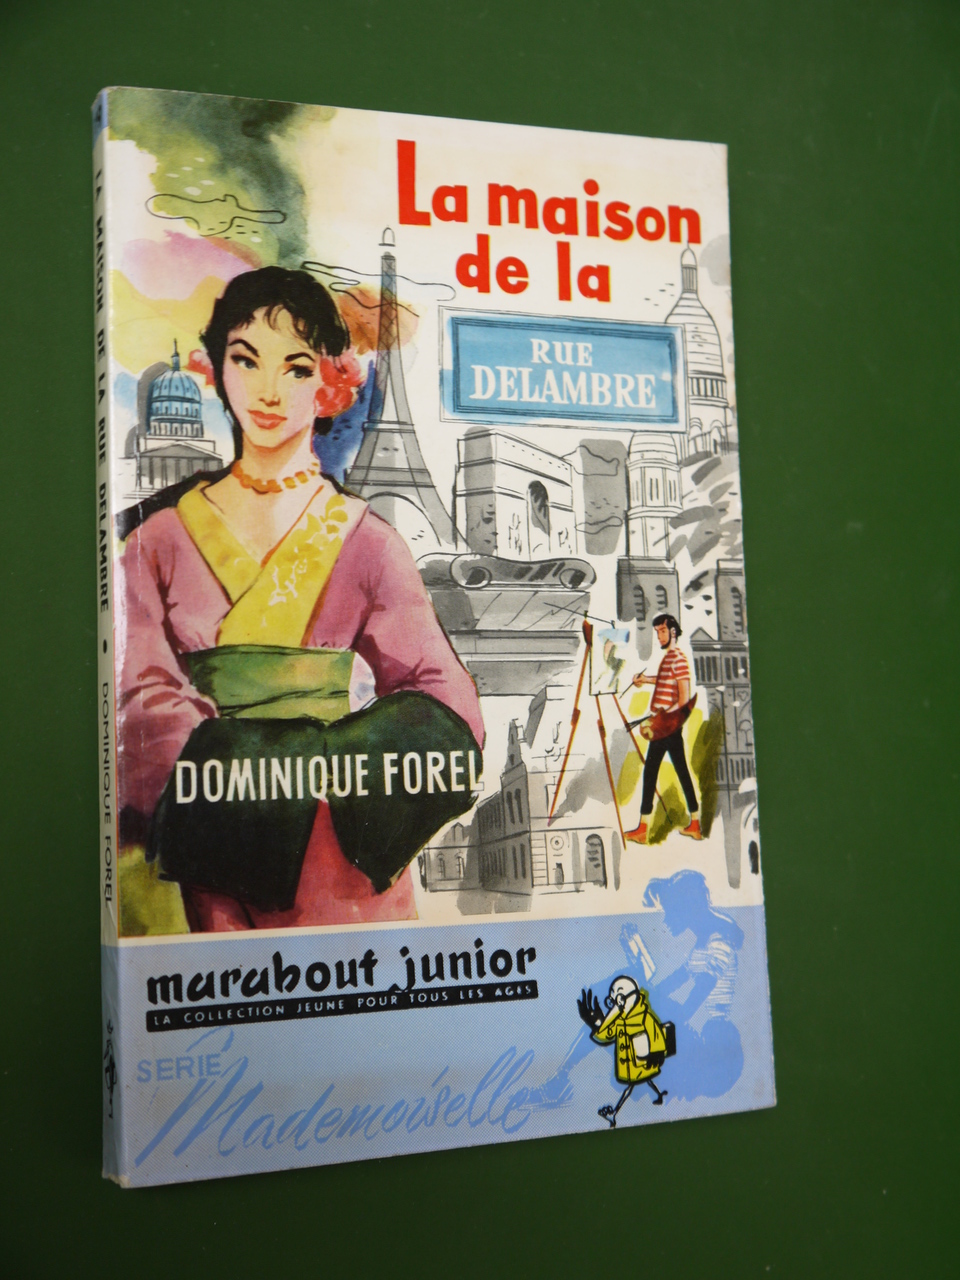 La maison
de la
RUE
DELAMBRE
DOMINIQUE FOREL
marabout junior
LA COLLECTION JEUNE POUR TOUS LES AGES
SERIE
Mademoiselle
LA MAISON DE LA RUE DELAMBRE • DOMINIQUE FOREL